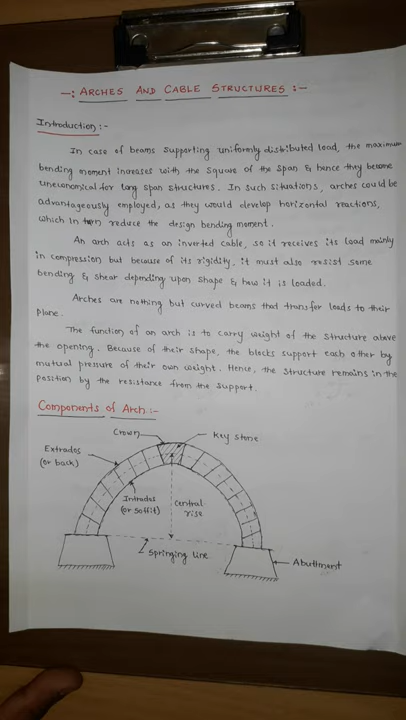 -: ARCHES AND CABLE STRUCTURES :-
Introduction :-
In case of beams supporting uniformly distributed load, the maximum
bending moment increases with the square of the span & hence they become
uneconomical for long span structures. In such situations, arches could be
advantageously employed, as they would develop horizontal reactions,
which in turn reduce the design bending moment.
An arch acts as an inverted cable, so it receives its load mainly
in compression but because of its rigidity, it must also resist some
bending & shear depending upon shape & how it is loaded.
Arches are nothing but curved beams that transfer loads to their
plane.
The function of an arch is to carry weight of the structure above
the opening. Because of their shape, the blocks support each other by
mutual pressure of their own weight. Hence, the structure remains in the
position by the resistance from the support.
Components of Arch :-
Crown
Key stone
Extrados
(or back)
Intrados
(or soffit)
Central
rise
Springing line
Abutment